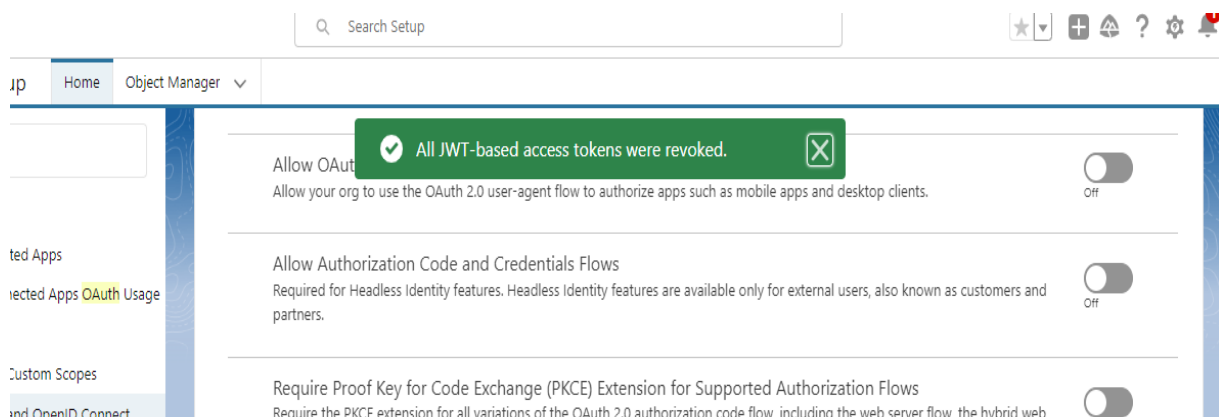 Search Setup
up Home Object Manager
All JWT-based access tokens were revoked.
Allow OAut
Allow your org to use the OAuth 2.0 user-agent flow to authorize apps such as mobile apps and desktop clients.
Off
ted Apps
nected Apps OAuth Usage
Allow Authorization Code and Credentials Flows
Required for Headless Identity features. Headless Identity features are available only for external users, also known as customers and
partners.
Off
Custom Scopes
and OpenID Connect
Require Proof Key for Code Exchange (PKCE) Extension for Supported Authorization Flows
Require the PKCE extension for all variations of the OAuth 2.0 authorization code flow, including the web server flow, the hybrid web